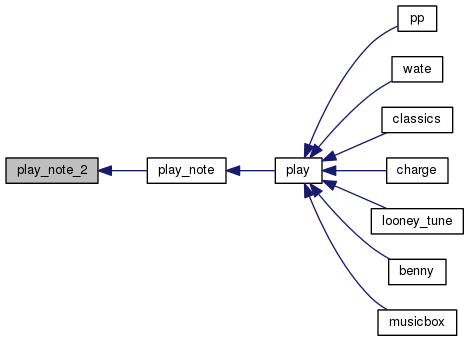 pp
wate
classics
play_note_2
play_note
play
charge
looney_tune
benny
musicbox